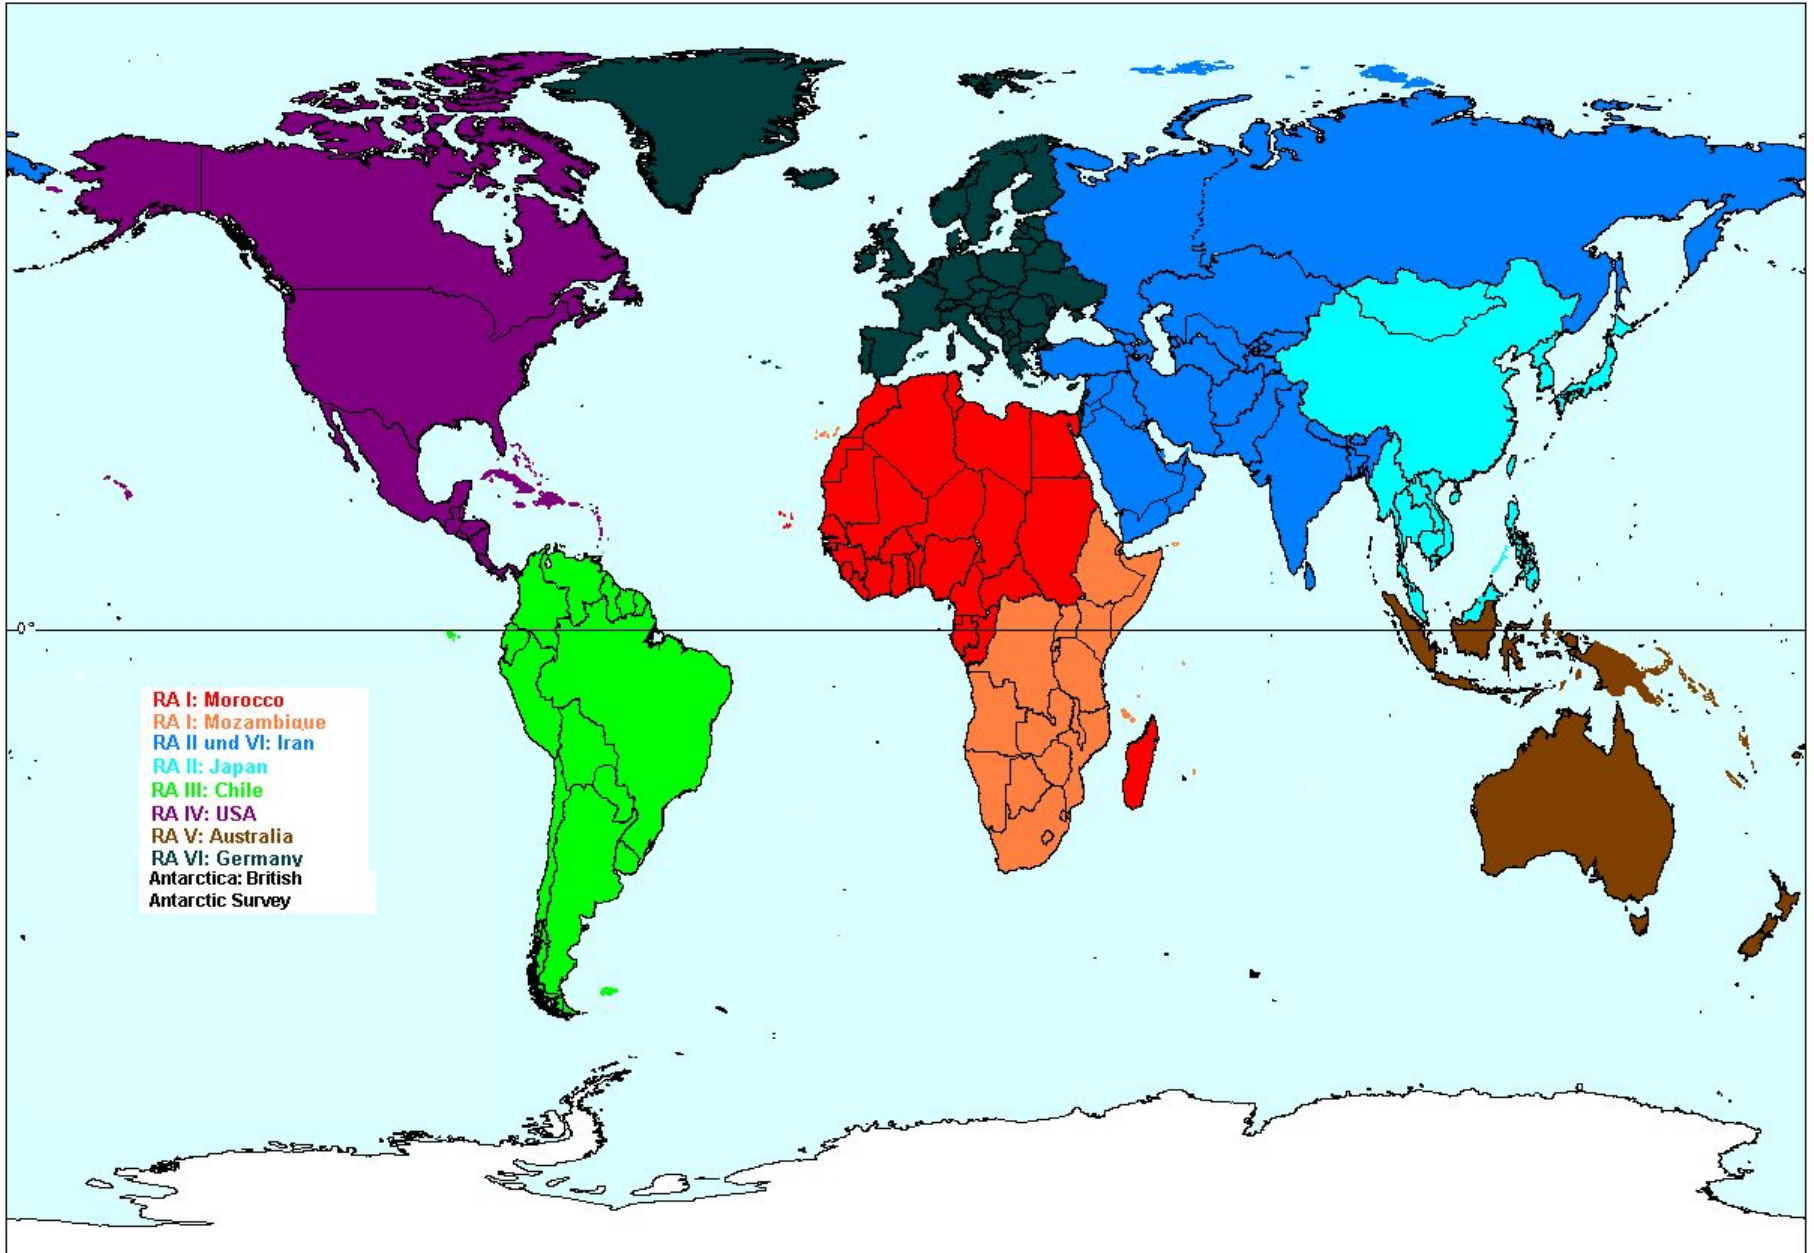 0°
RA I: Morocco
RA I: Mozambique
RA II und VI: Iran
RA II: Japan
RA III: Chile
RA IV: USA
RA V: Australia
RA VI: Germany
Antarctica: British
Antarctic Survey